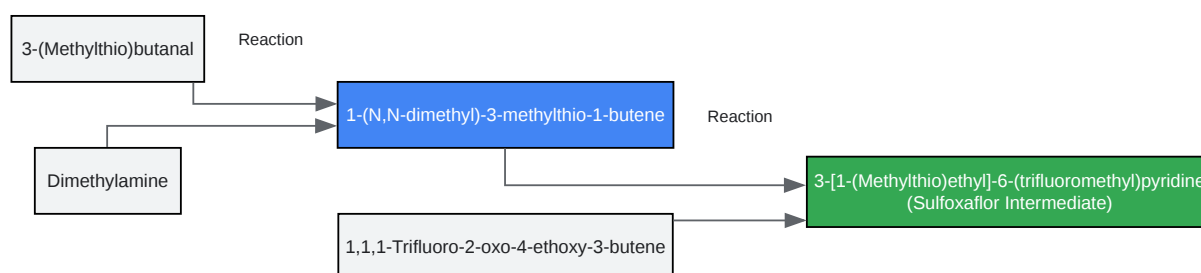 3-(Methylthio)butanal
Reaction
1-(N,N-dimethyl)-3-methylthio-1-butene
Reaction
Dimethylamine
3-[1-(Methylthio)ethyl]-6-(trifluoromethyl)pyridine
(Sulfoxaflor Intermediate)
1,1,1-Trifluoro-2-oxo-4-ethoxy-3-butene